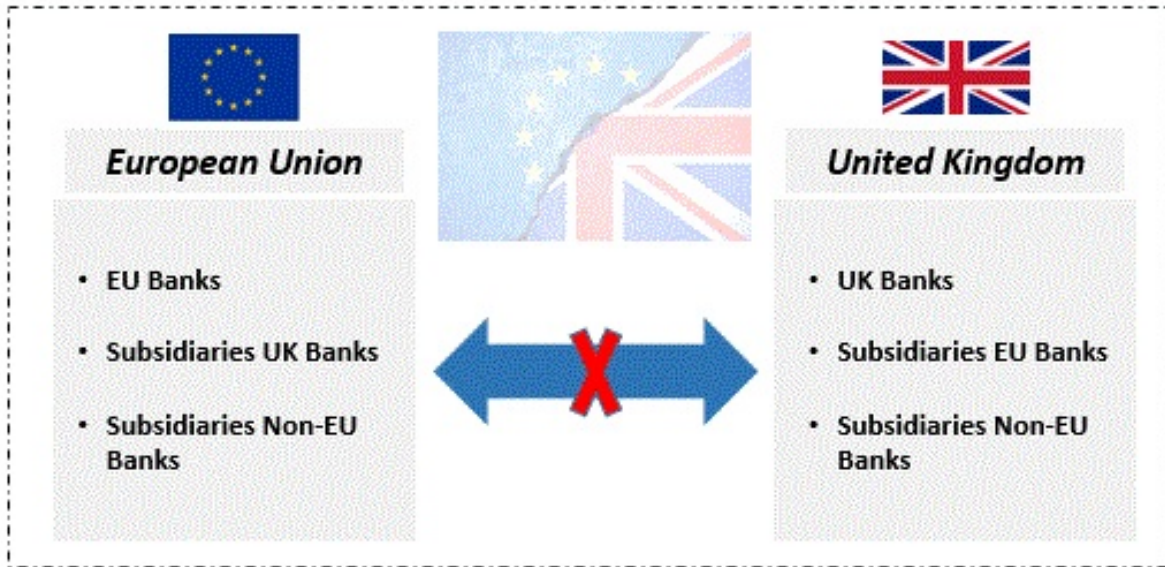 European Union
• EU Banks
• Subsidiaries UK Banks
• Subsidiaries Non-EU
Banks
United Kingdom
• UK Banks
• Subsidiaries EU Banks
• Subsidiaries Non-EU
Banks